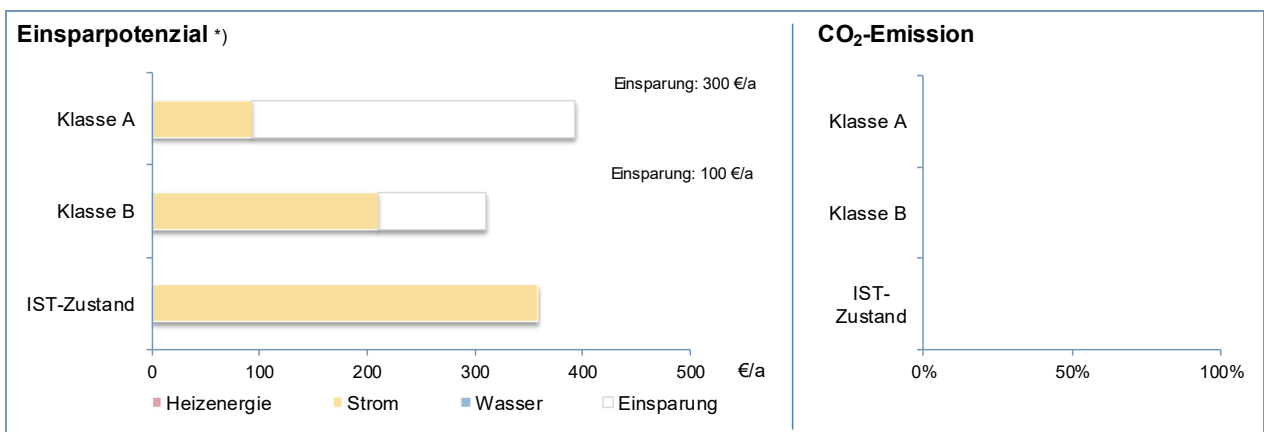 Einsparpotenzial *)
Einsparung: 300 €/a
Klasse A
Einsparung: 100 €/a
Klasse B
IST-Zustand
0 100 200 300 400 500 €/a
Heizenergie Strom Wasser Einsparung
CO₂-Emission
Klasse A
Klasse B
IST-
Zustand
0% 50% 100%